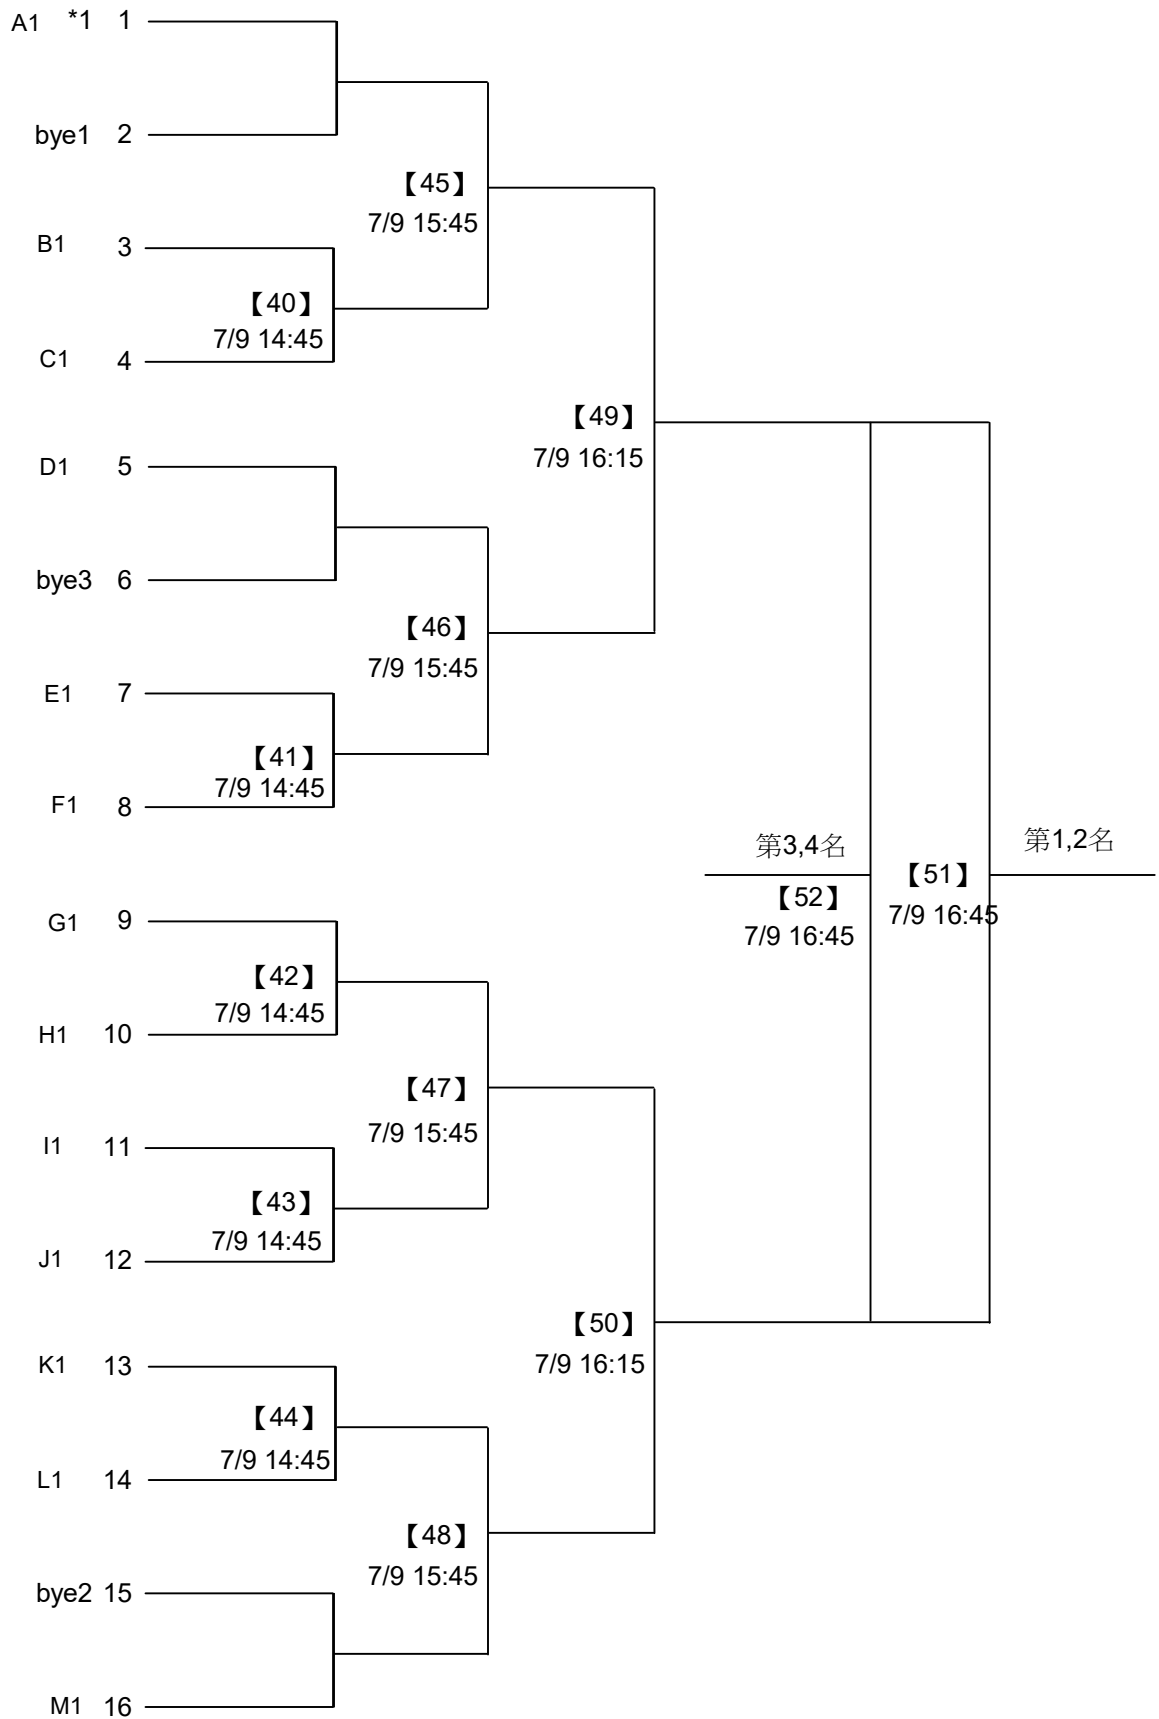 A1 *1 1
bye1 2
【45】
7/9 15:45
B1 3
【40】
7/9 14:45
C1 4
【49】
7/9 16:15
D1 5
bye3 6
【46】
7/9 15:45
E1 7
【41】
7/9 14:45
F1 8
第3,4名
【52】
7/9 16:45
【51】
7/9 16:45
第1,2名
G1 9
【42】
7/9 14:45
H1 10
【47】
7/9 15:45
I1 11
【43】
7/9 14:45
J1 12
【50】
7/9 16:15
K1 13
【44】
7/9 14:45
L1 14
【48】
7/9 15:45
bye2 15
M1 16